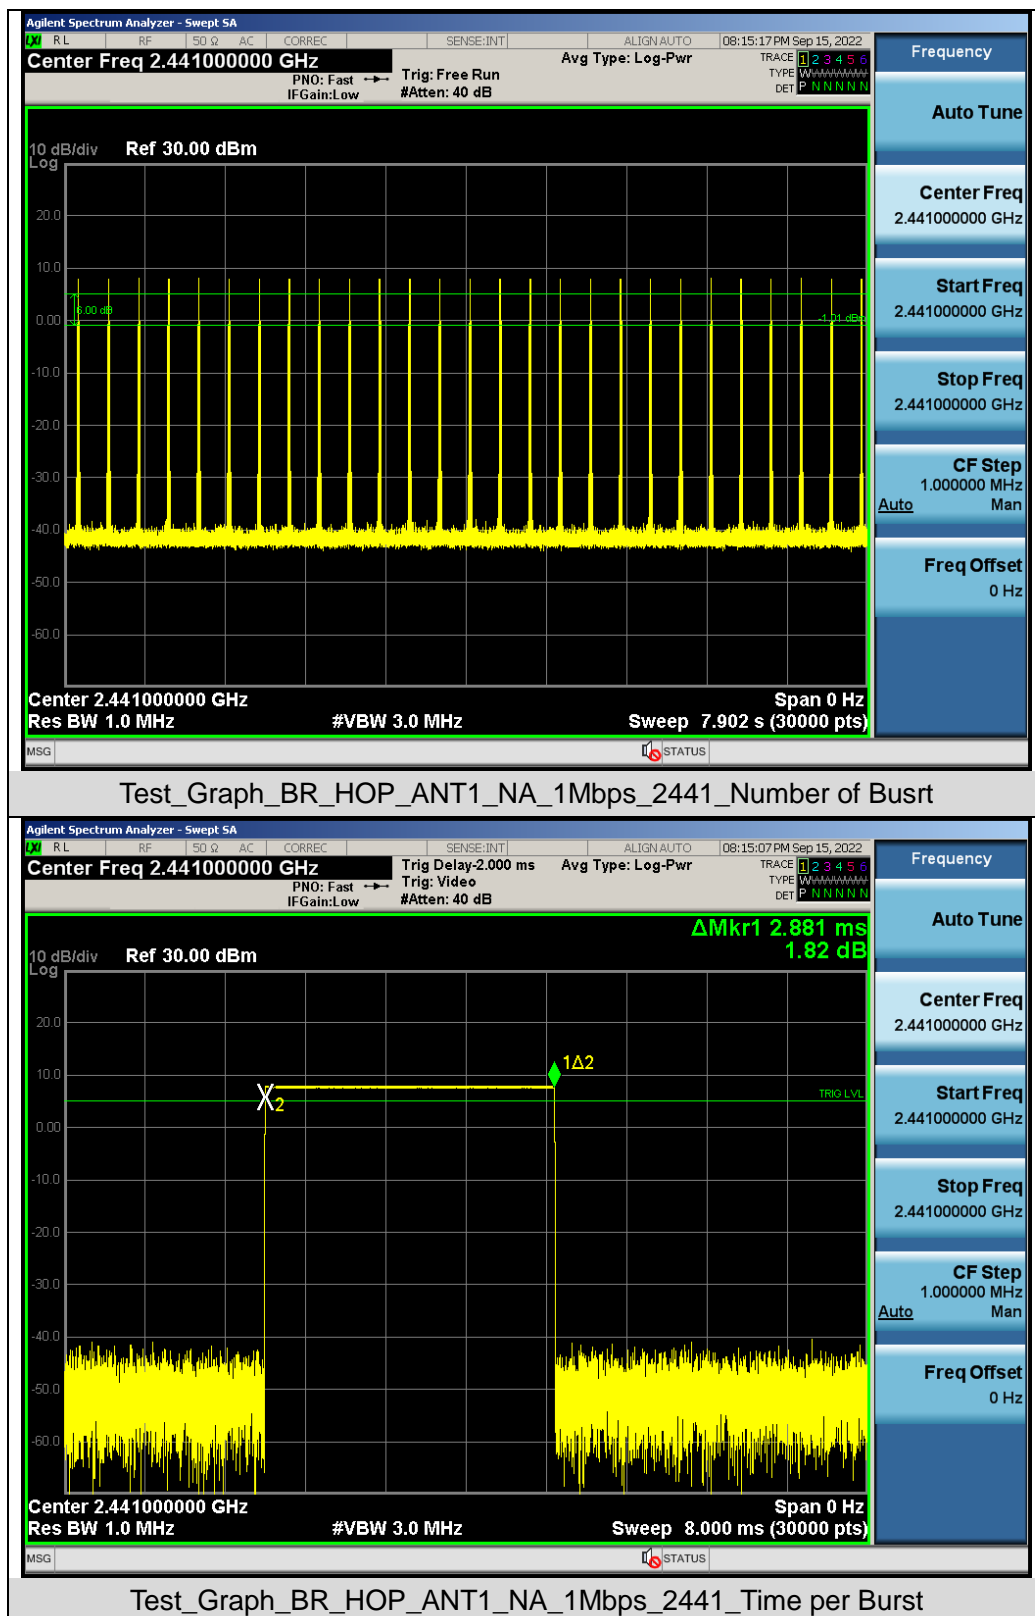 Agilent Spectrum Analyzer - Swept SA
LXI RL RF 50 Ω AC CORREC SENSE:INT ALIGN AUTO 08:15:17 PM Sep 15, 2022
Center Freq 2.441000000 GHz Avg Type: Log-Pwr TRACE 1 2 3 4 5 6
PNO: Fast Trig: Free Run TYPE W
IFGain:Low #Atten: 40 dB DET P N N N N N
Frequency
Auto Tune
10 dB/div Ref 30.00 dBm
Log
20.0
10.0
6.00 dB
0.00
-1.01 dBm
-10.0
-20.0
-30.0
-40.0
-50.0
-60.0
Center Freq
2.441000000 GHz
Start Freq
2.441000000 GHz
Stop Freq
2.441000000 GHz
CF Step
1.000000 MHz
Auto Man
Freq Offset
0 Hz
Center 2.441000000 GHz Span 0 Hz
Res BW 1.0 MHz #VBW 3.0 MHz Sweep 7.902 s (30000 pts)
MSG STATUS
Test_Graph_BR_HOP_ANT1_NA_1Mbps_2441_Number of Busrt
Agilent Spectrum Analyzer - Swept SA
LXI RL RF 50 Ω AC CORREC SENSE:INT ALIGN AUTO 08:15:07 PM Sep 15, 2022
Center Freq 2.441000000 GHz Trig Delay-2.000 ms Avg Type: Log-Pwr TRACE 1 2 3 4 5 6
PNO: Fast Trig: Video TYPE W
IFGain:Low #Atten: 40 dB DET P N N N N N
Frequency
Auto Tune
ΔMkr1 2.881 ms
1.82 dB
10 dB/div Ref 30.00 dBm
Log
20.0
10.0
1Δ2
X2
TRIG LVL
0.00
-10.0
-20.0
-30.0
-40.0
-50.0
-60.0
Center Freq
2.441000000 GHz
Start Freq
2.441000000 GHz
Stop Freq
2.441000000 GHz
CF Step
1.000000 MHz
Auto Man
Freq Offset
0 Hz
Center 2.441000000 GHz Span 0 Hz
Res BW 1.0 MHz #VBW 3.0 MHz Sweep 8.000 ms (30000 pts)
MSG STATUS
Test_Graph_BR_HOP_ANT1_NA_1Mbps_2441_Time per Burst